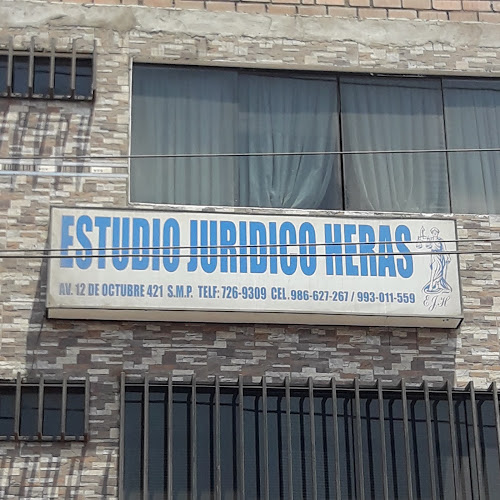 ESTUDIO JURIDICO HERAS
AV. 12 DE OCTUBRE 421 S.M.P. TELF: 726-9309 CEL. 986-627-267 / 993-011-559
E.J.H